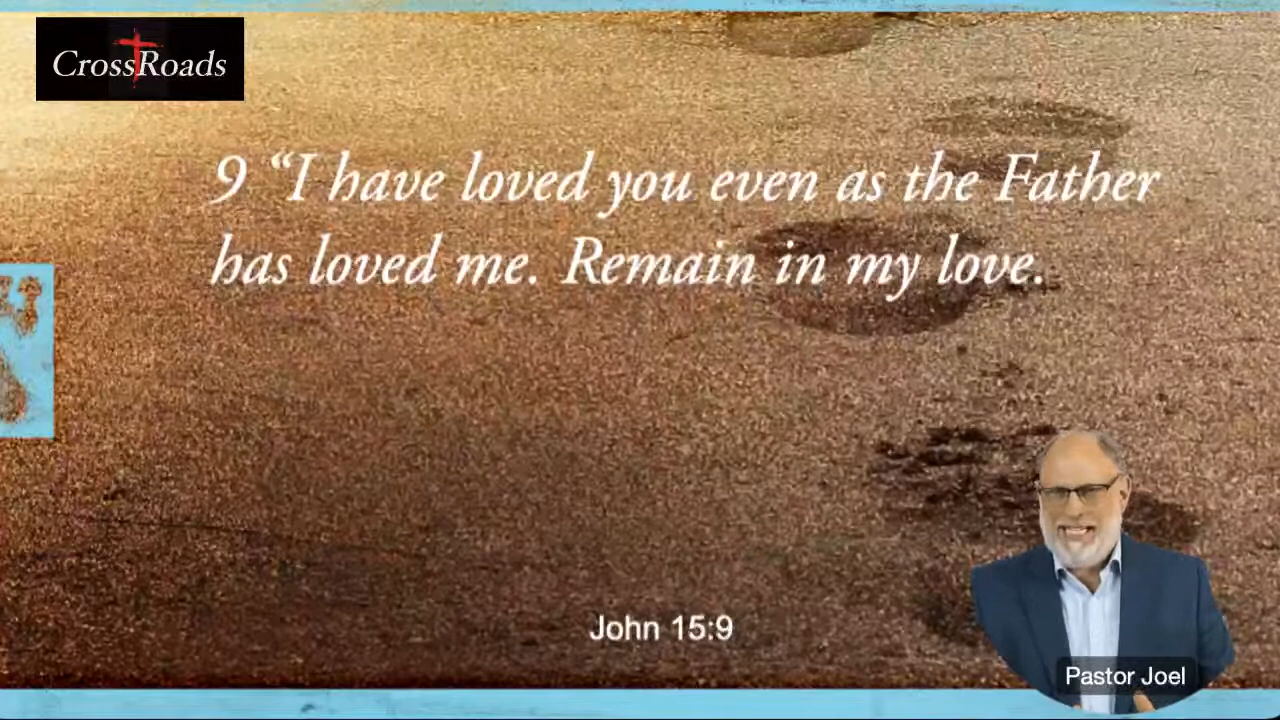 CrossRoads
9 “I have loved you even as the Father
has loved me. Remain in my love.
John 15:9
Pastor Joel